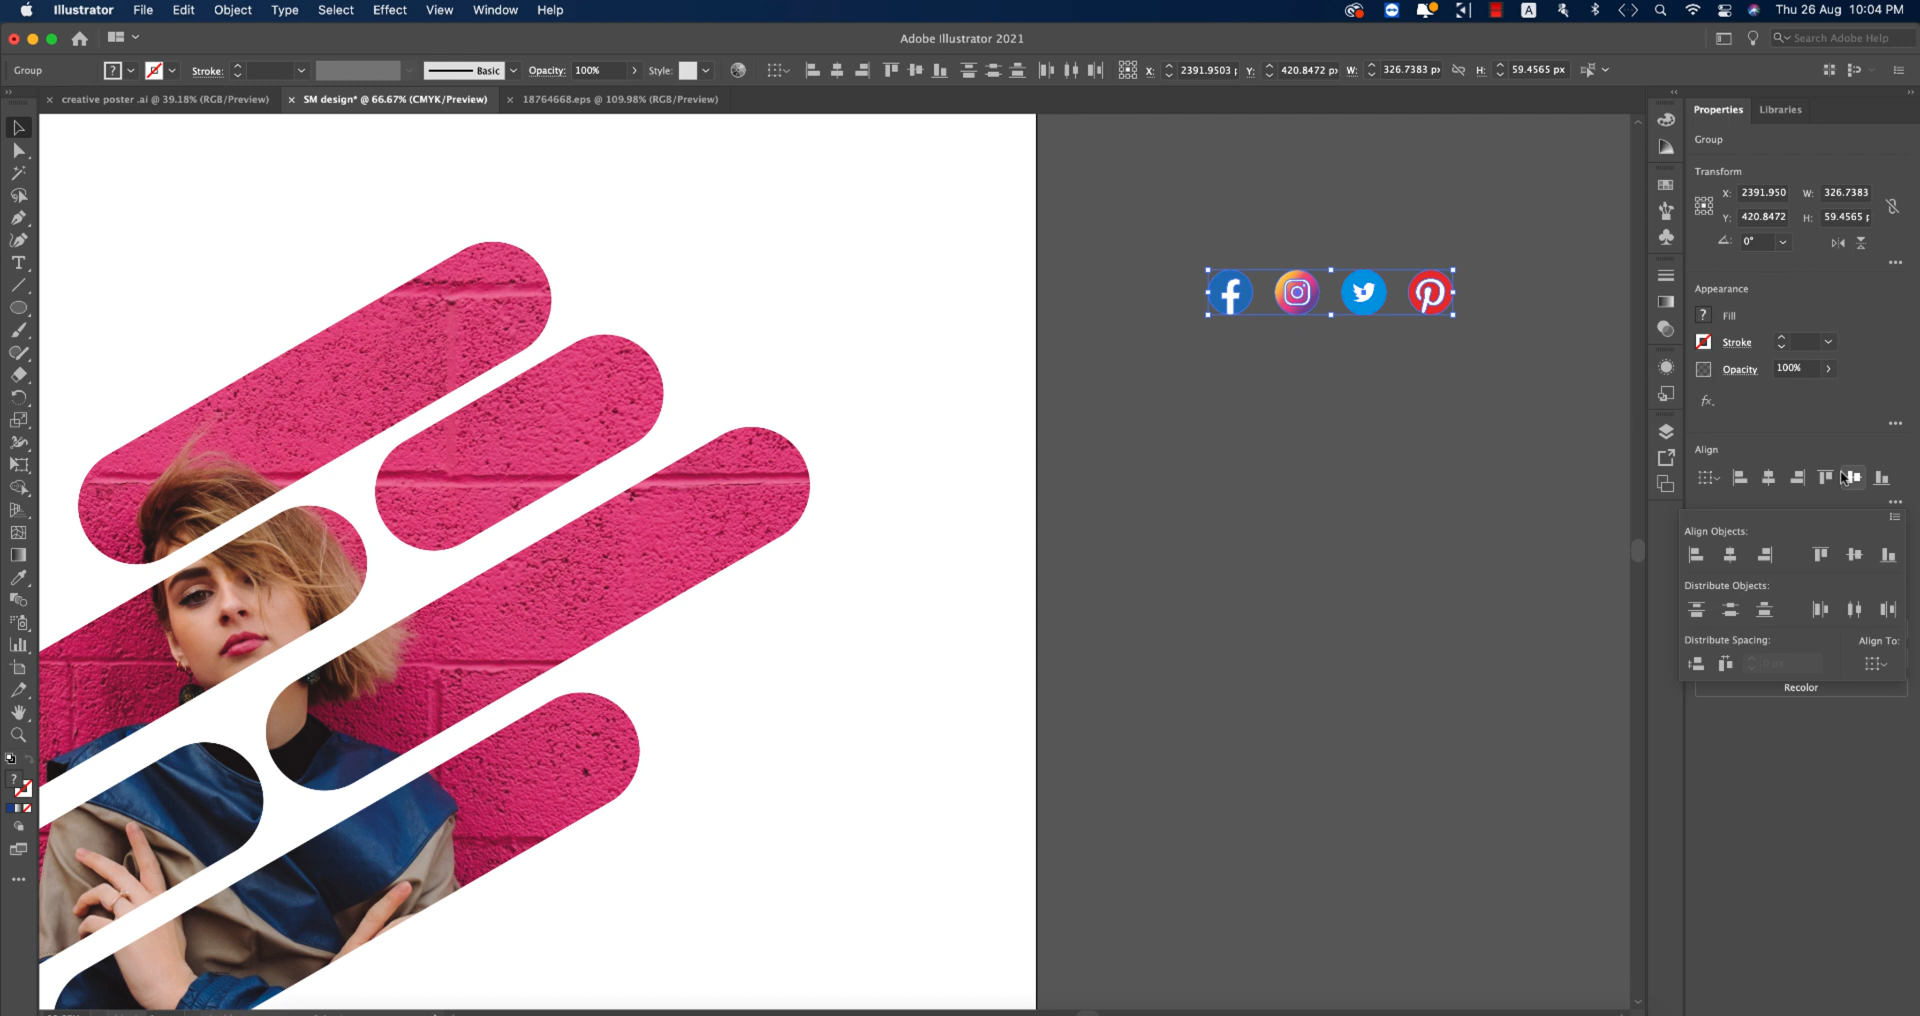 Illustrator File Edit Object Type Select Effect View Window Help
A Thu 26 Aug 10:04 PM
Adobe Illustrator 2021
Search Adobe Help
Group ? Stroke: Basic Opacity: 100% Style: X: 2391.9503 Y: 420.8472 px W: 326.7383 px H: 59.4565 px
creative poster .ai @ 39.18% (RGB/Preview) SM design* @ 66.67% (CMYK/Preview) 18764668.eps @ 109.98% (RGB/Preview)
Properties Libraries
Group
Transform
X: 2391.950 W: 326.7383
Y: 420.8472 H: 59.4565
0°
Appearance
? Fill
Stroke
Opacity 100%
fx.
Align
Align Objects:
Distribute Objects:
Distribute Spacing: Align To:
0 px
Recolor